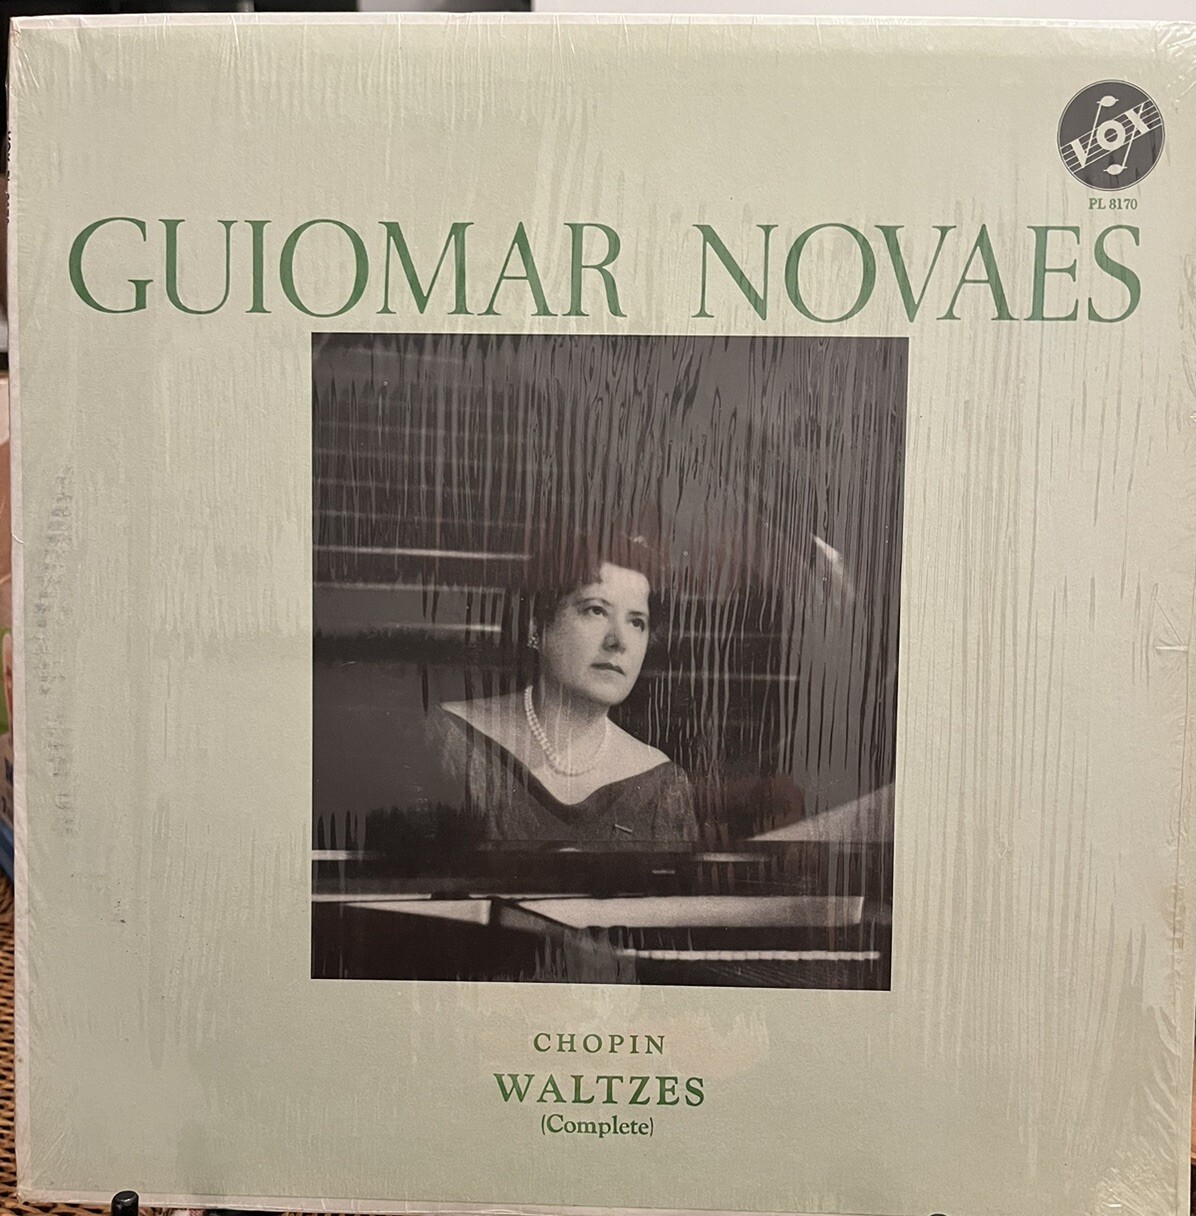 VOX
PL 8170
GUIOMAR NOVAES
CHOPIN
WALTZES
(Complete)